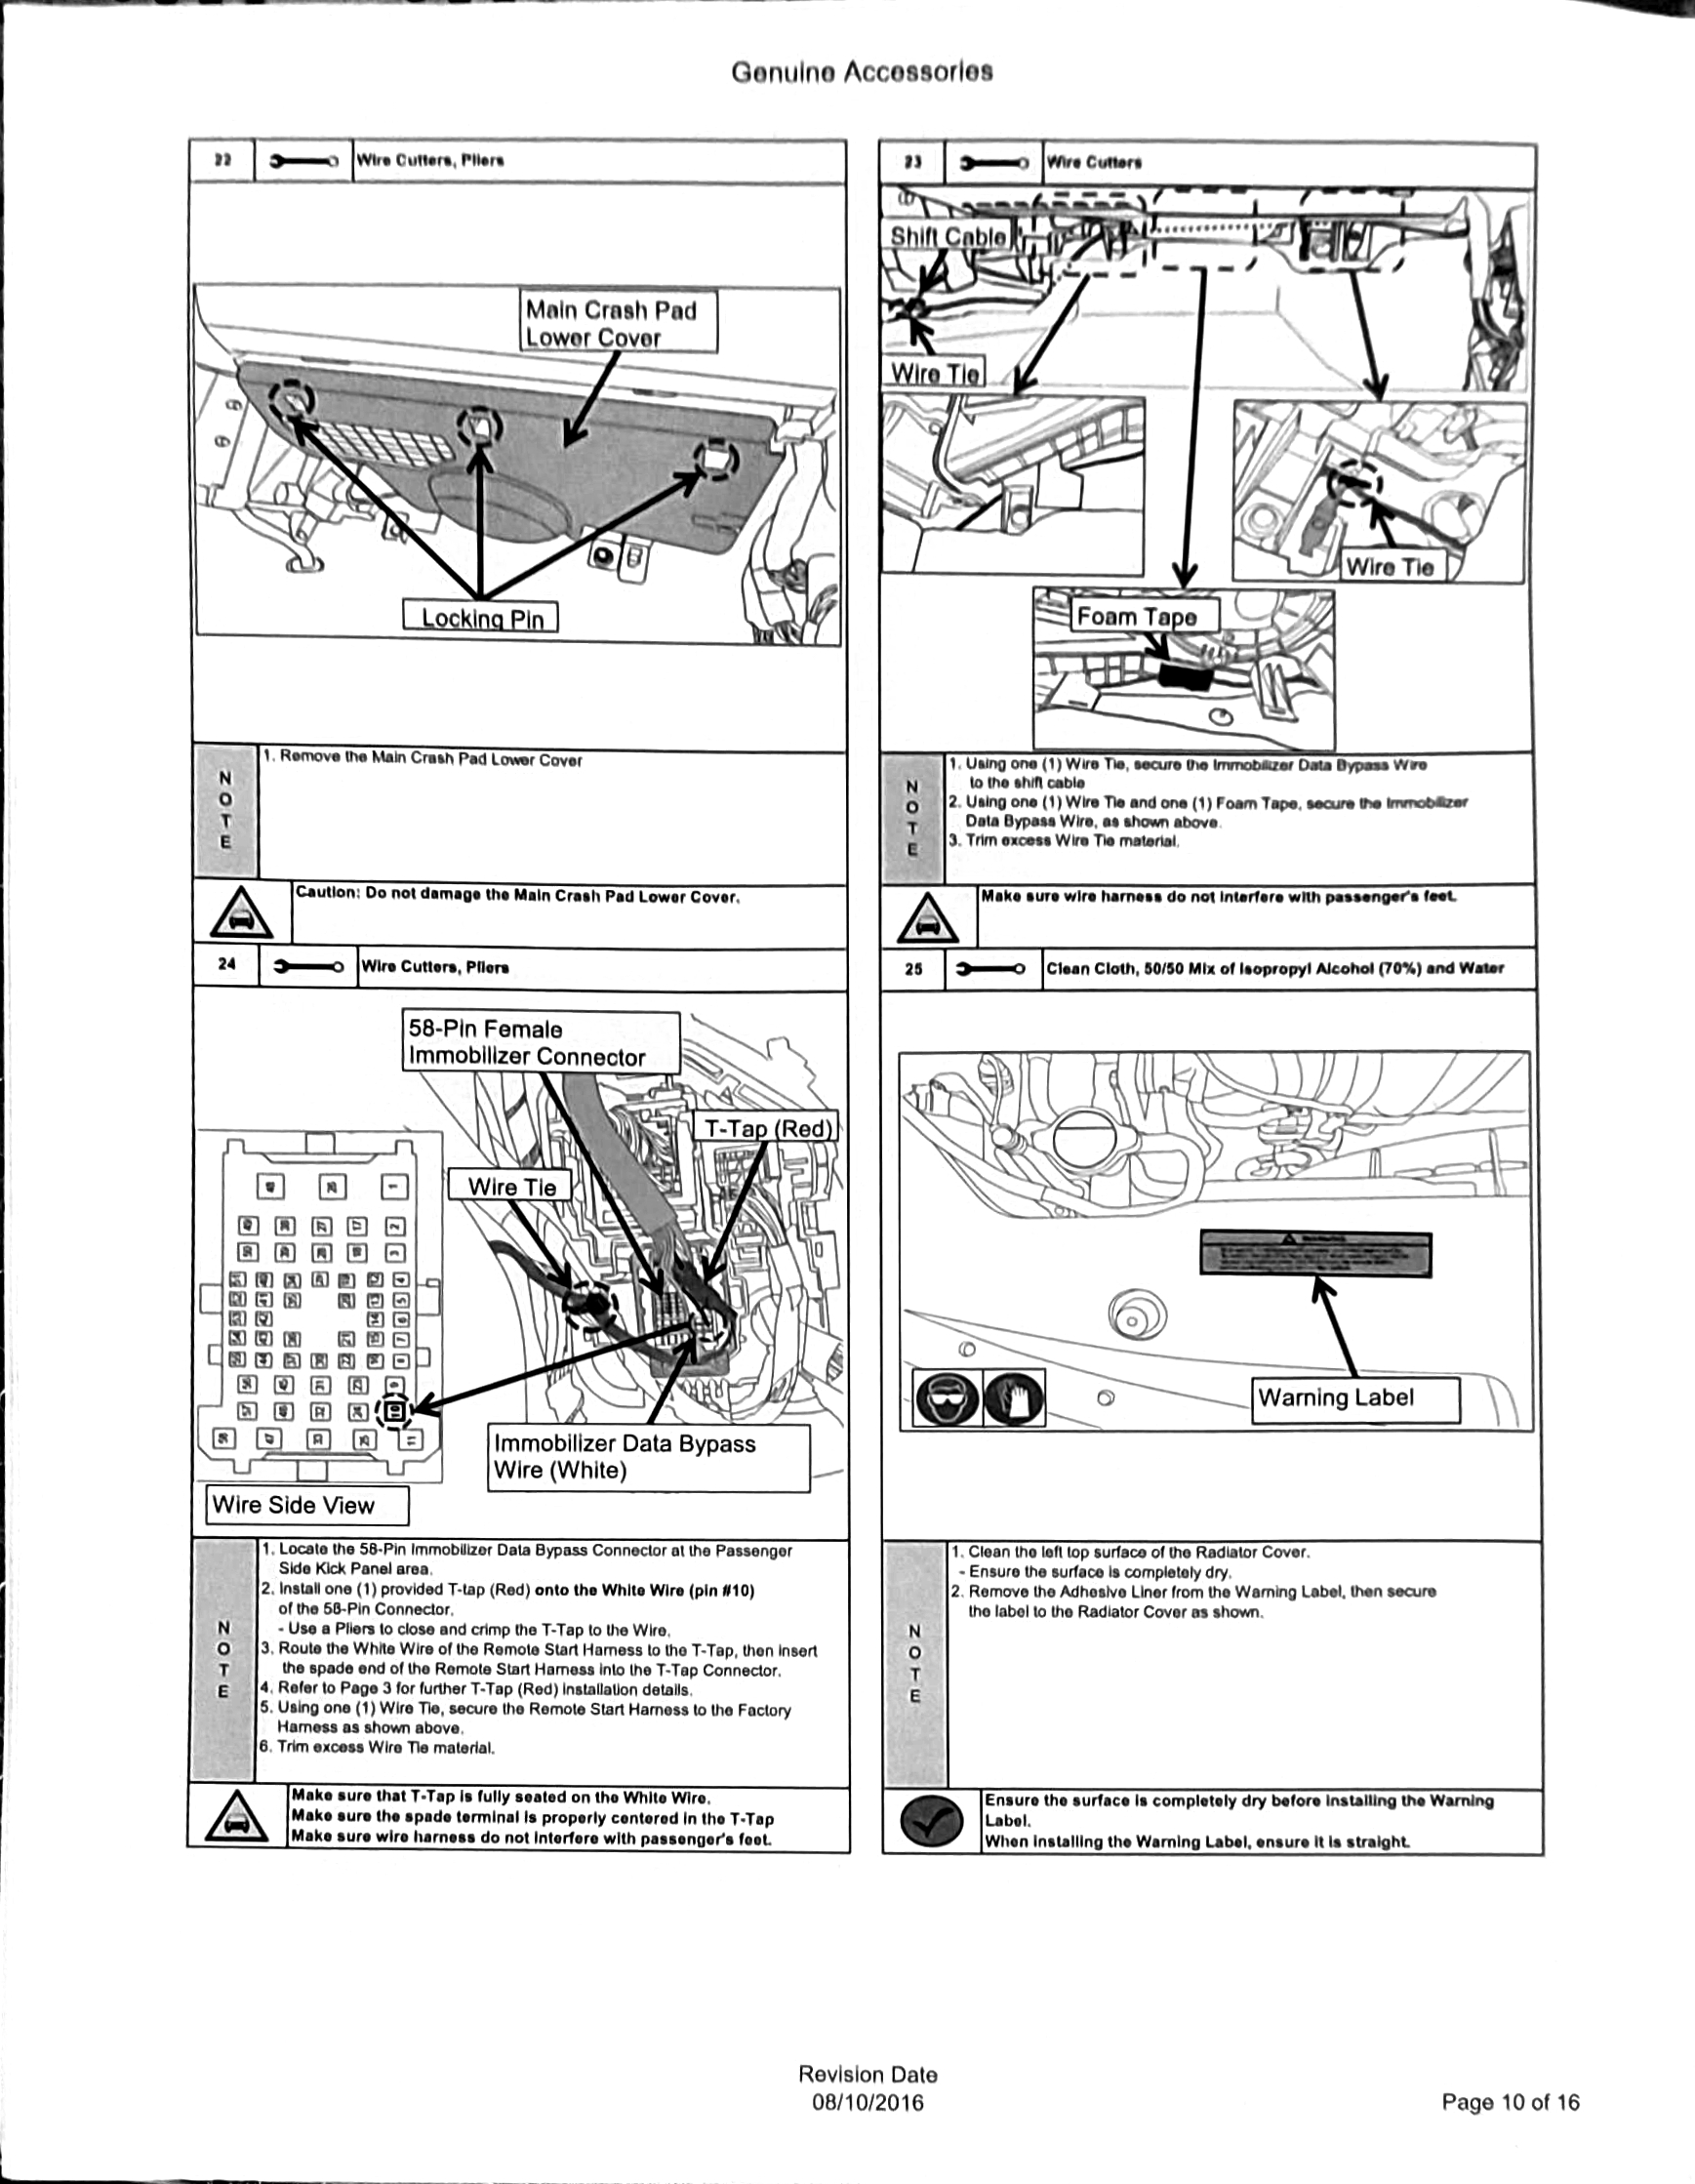 Genuine Accessories
22
Wire Cutters, Pliers
Main Crash Pad
Lower Cover
Locking Pin
NOTE
1. Remove the Main Crash Pad Lower Cover
Caution: Do not damage the Main Crash Pad Lower Cover.
23
Wire Cutters
Shift Cable
Wire Tie
Wire Tie
Foam Tape
NOTE
1. Using one (1) Wire Tie, secure the Immobilizer Data Bypass Wire
to the shift cable
2. Using one (1) Wire Tie and one (1) Foam Tape, secure the Immobilizer
Data Bypass Wire, as shown above.
3. Trim excess Wire Tie material.
Make sure wire harness do not interfere with passenger's feet.
24
Wire Cutters, Pliers
58-Pin Female
Immobilizer Connector
T-Tap (Red)
Wire Tie
10
Immobilizer Data Bypass
Wire (White)
Wire Side View
NOTE
1. Locate the 58-Pin Immobilizer Data Bypass Connector at the Passenger
Side Kick Panel area.
2. Install one (1) provided T-tap (Red) onto the White Wire (pin #10)
of the 58-Pin Connector.
- Use a Pliers to close and crimp the T-Tap to the Wire.
3. Route the White Wire of the Remote Start Harness to the T-Tap, then insert
the spade end of the Remote Start Harness into the T-Tap Connector.
4. Refer to Page 3 for further T-Tap (Red) installation details.
5. Using one (1) Wire Tie, secure the Remote Start Harness to the Factory
Harness as shown above.
6. Trim excess Wire Tie material.
Make sure that T-Tap is fully seated on the White Wire.
Make sure the spade terminal is properly centered in the T-Tap
Make sure wire harness do not interfere with passenger's feet.
25
Clean Cloth, 50/50 Mix of Isopropyl Alcohol (70%) and Water
Warning Label
NOTE
1. Clean the left top surface of the Radiator Cover.
- Ensure the surface is completely dry.
2. Remove the Adhesive Liner from the Warning Label, then secure
the label to the Radiator Cover as shown.
Ensure the surface is completely dry before installing the Warning
Label.
When installing the Warning Label, ensure it is straight.
Revision Date
08/10/2016
Page 10 of 16